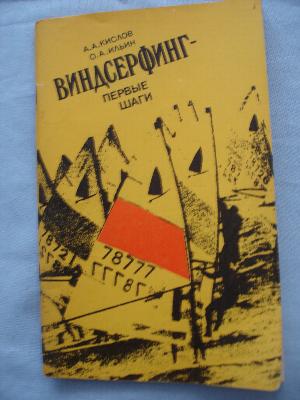 А.А.КИСЛОВ
О.А.ИЛЬИН
ВИНДСЕРФИНГ-
ПЕРВЫЕ
ШАГИ
78777